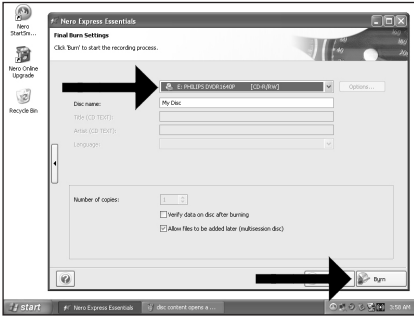 Nero
StartSm...
Nero Online
Upgrade
Recycle Bin
Nero Express Essentials
Final Burn Settings
Click 'Burn' to start the recording process.
E: PHILIPS DVDR1640P [CD-R/RW]
Options...
Disc name: My Disc
Title (CD TEXT):
Artist (CD TEXT):
Language:
Number of copies: 1
Verify data on disc after burning
Allow files to be added later (multisession disc)
Burn
start
Nero Express Essentials
disc content opens a ...
3:58 AM